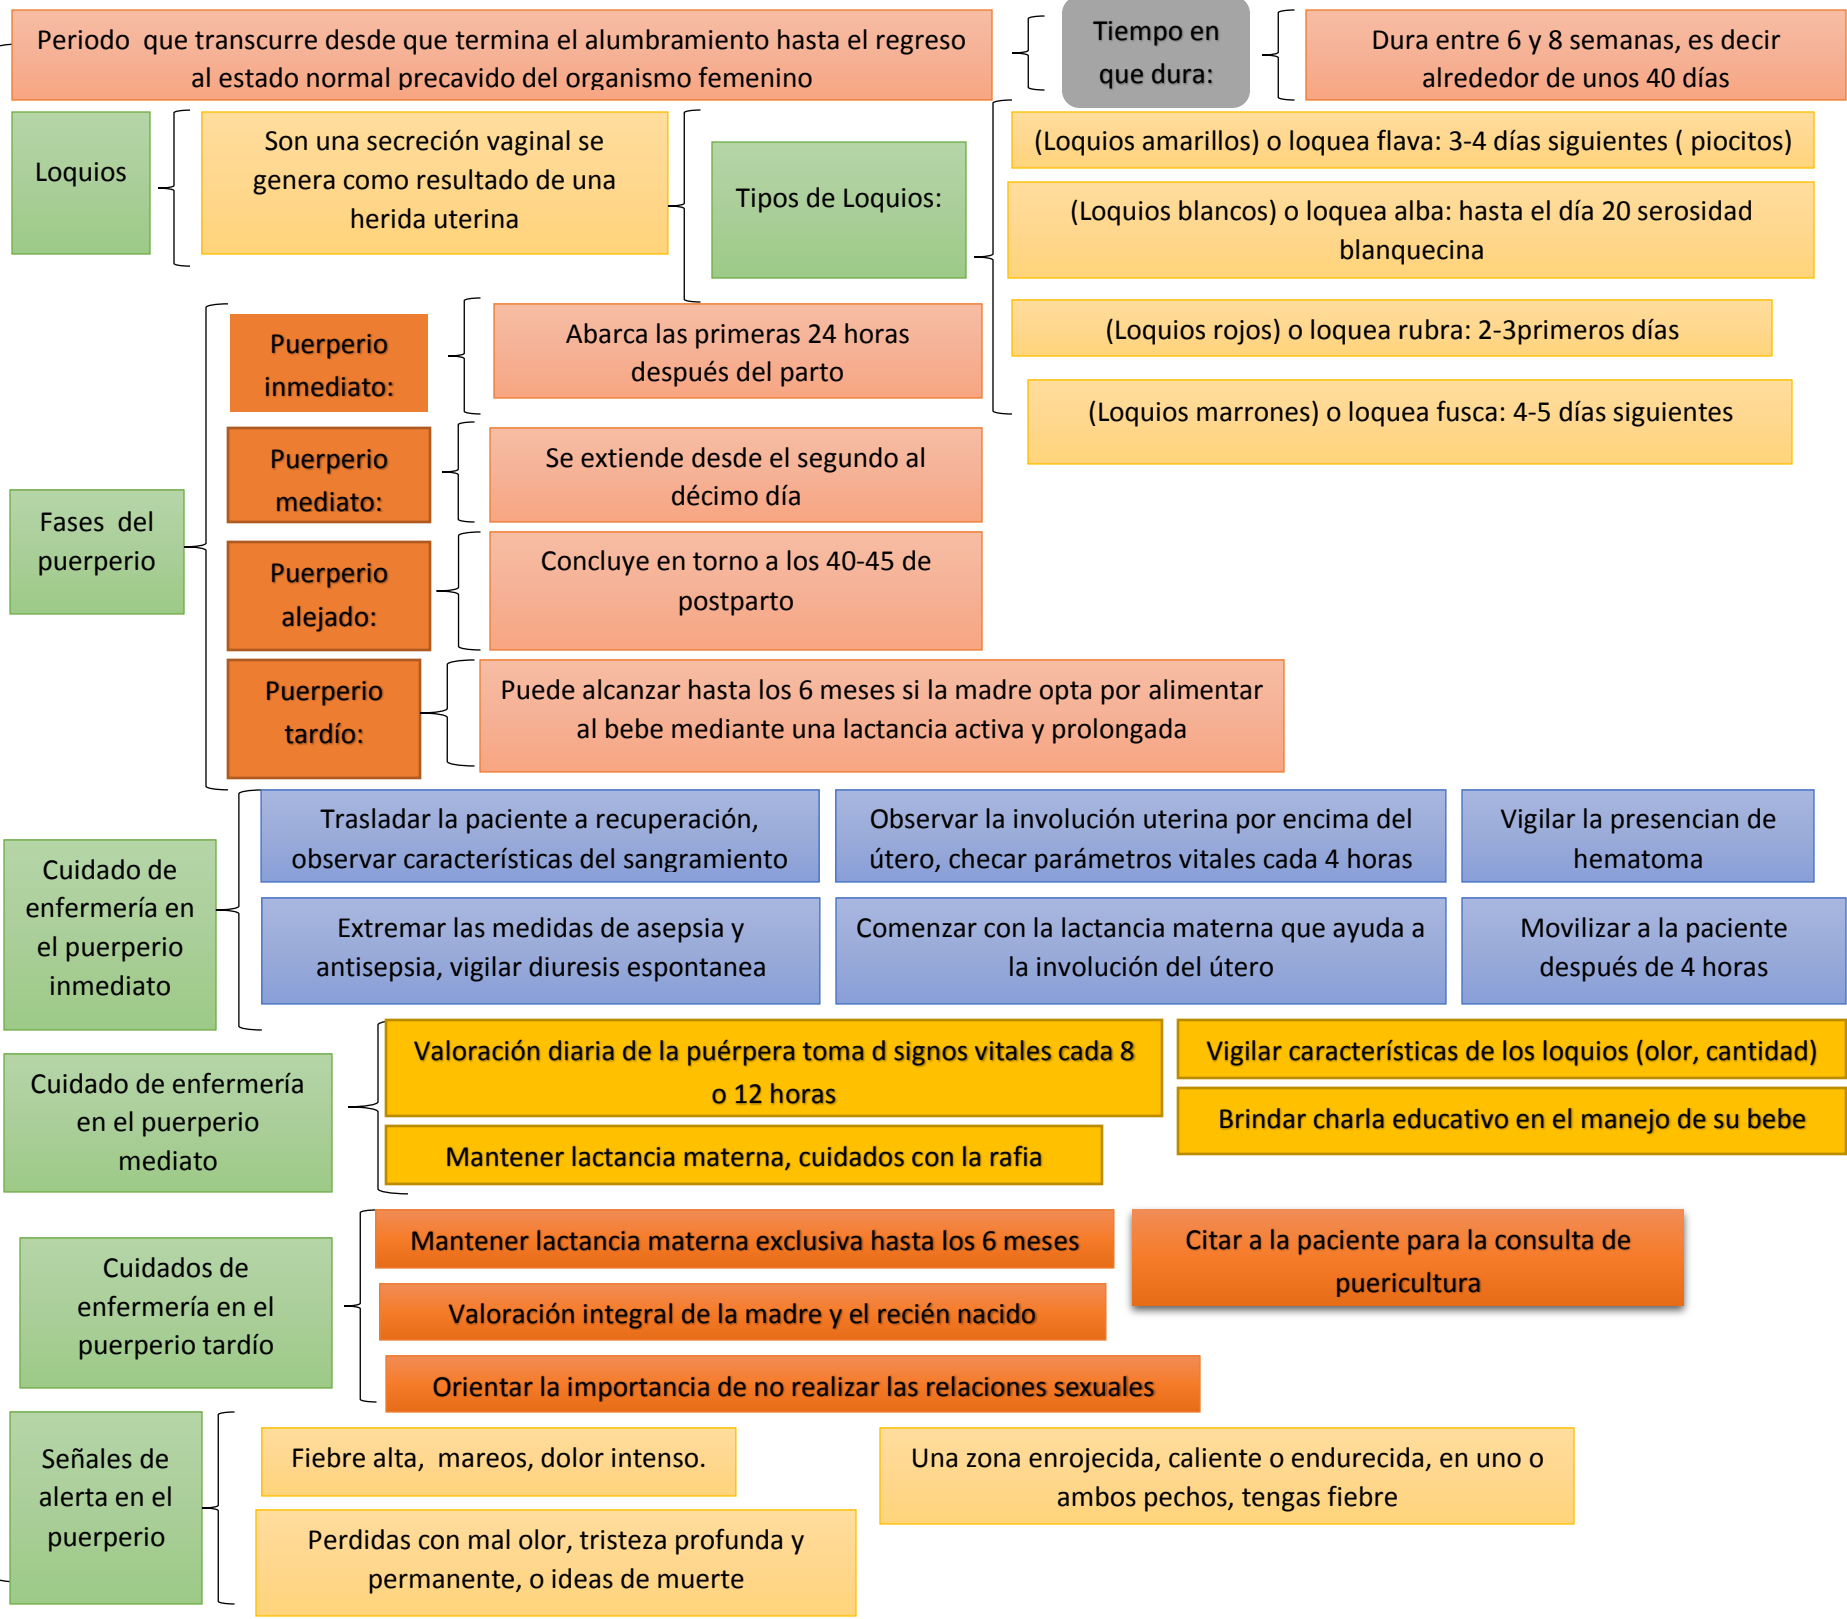 Periodo que transcurre desde que termina el alumbramiento hasta el regreso
al estado normal precavido del organismo femenino
Tiempo en
que dura:
Dura entre 6 y 8 semanas, es decir
alrededor de unos 40 días
Loquios
Son una secreción vaginal se
genera como resultado de una
herida uterina
Tipos de Loquios:
(Loquios amarillos) o loquea flava: 3-4 días siguientes ( piocitos)
(Loquios blancos) o loquea alba: hasta el día 20 serosidad
blanquecina
(Loquios rojos) o loquea rubra: 2-3primeros días
(Loquios marrones) o loquea fusca: 4-5 días siguientes
Fases del
puerperio
Puerperio
inmediato:
Abarca las primeras 24 horas
después del parto
Puerperio
mediato:
Se extiende desde el segundo al
décimo día
Puerperio
alejado:
Concluye en torno a los 40-45 de
postparto
Puerperio
tardío:
Puede alcanzar hasta los 6 meses si la madre opta por alimentar
al bebe mediante una lactancia activa y prolongada
Cuidado de
enfermería en
el puerperio
inmediato
Trasladar la paciente a recuperación,
observar características del sangramiento
Observar la involución uterina por encima del
útero, checar parámetros vitales cada 4 horas
Vigilar la presencian de
hematoma
Extremar las medidas de asepsia y
antisepsia, vigilar diuresis espontanea
Comenzar con la lactancia materna que ayuda a
la involución del útero
Movilizar a la paciente
después de 4 horas
Cuidado de enfermería
en el puerperio
mediato
Valoración diaria de la puérpera toma d signos vitales cada 8
o 12 horas
Vigilar características de los loquios (olor, cantidad)
Brindar charla educativo en el manejo de su bebe
Mantener lactancia materna, cuidados con la rafia
Cuidados de
enfermería en el
puerperio tardío
Mantener lactancia materna exclusiva hasta los 6 meses
Citar a la paciente para la consulta de
puericultura
Valoración integral de la madre y el recién nacido
Orientar la importancia de no realizar las relaciones sexuales
Señales de
alerta en el
puerperio
Fiebre alta, mareos, dolor intenso.
Una zona enrojecida, caliente o endurecida, en uno o
ambos pechos, tengas fiebre
Perdidas con mal olor, tristeza profunda y
permanente, o ideas de muerte